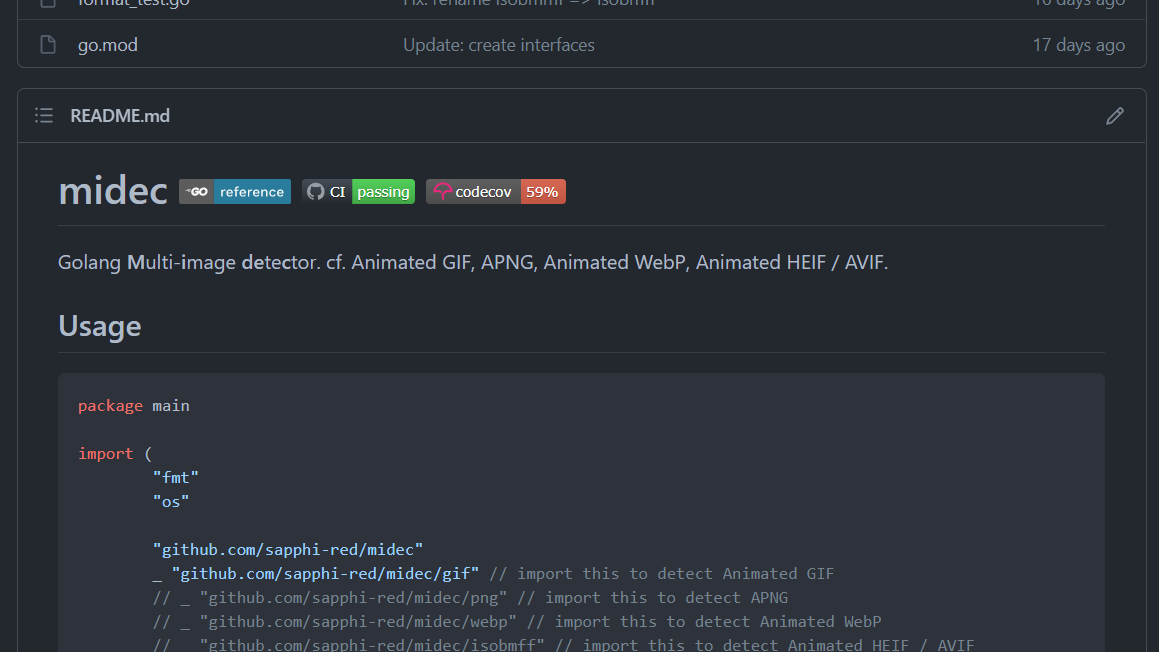 format_test.go Fix: rename isobmmf => isobmff 16 days ago
go.mod Update: create interfaces 17 days ago
README.md
midec GO reference CI passing codecov 59%
Golang Multi-image detector. cf. Animated GIF, APNG, Animated WebP, Animated HEIF / AVIF.
Usage
package main
import (
"fmt"
"os"
"github.com/sapphi-red/midec"
_ "github.com/sapphi-red/midec/gif" // import this to detect Animated GIF
// _ "github.com/sapphi-red/midec/png" // import this to detect APNG
// _ "github.com/sapphi-red/midec/webp" // import this to detect Animated WebP
// _ "github.com/sapphi-red/midec/isobmff" // import this to detect Animated HEIF / AVIF